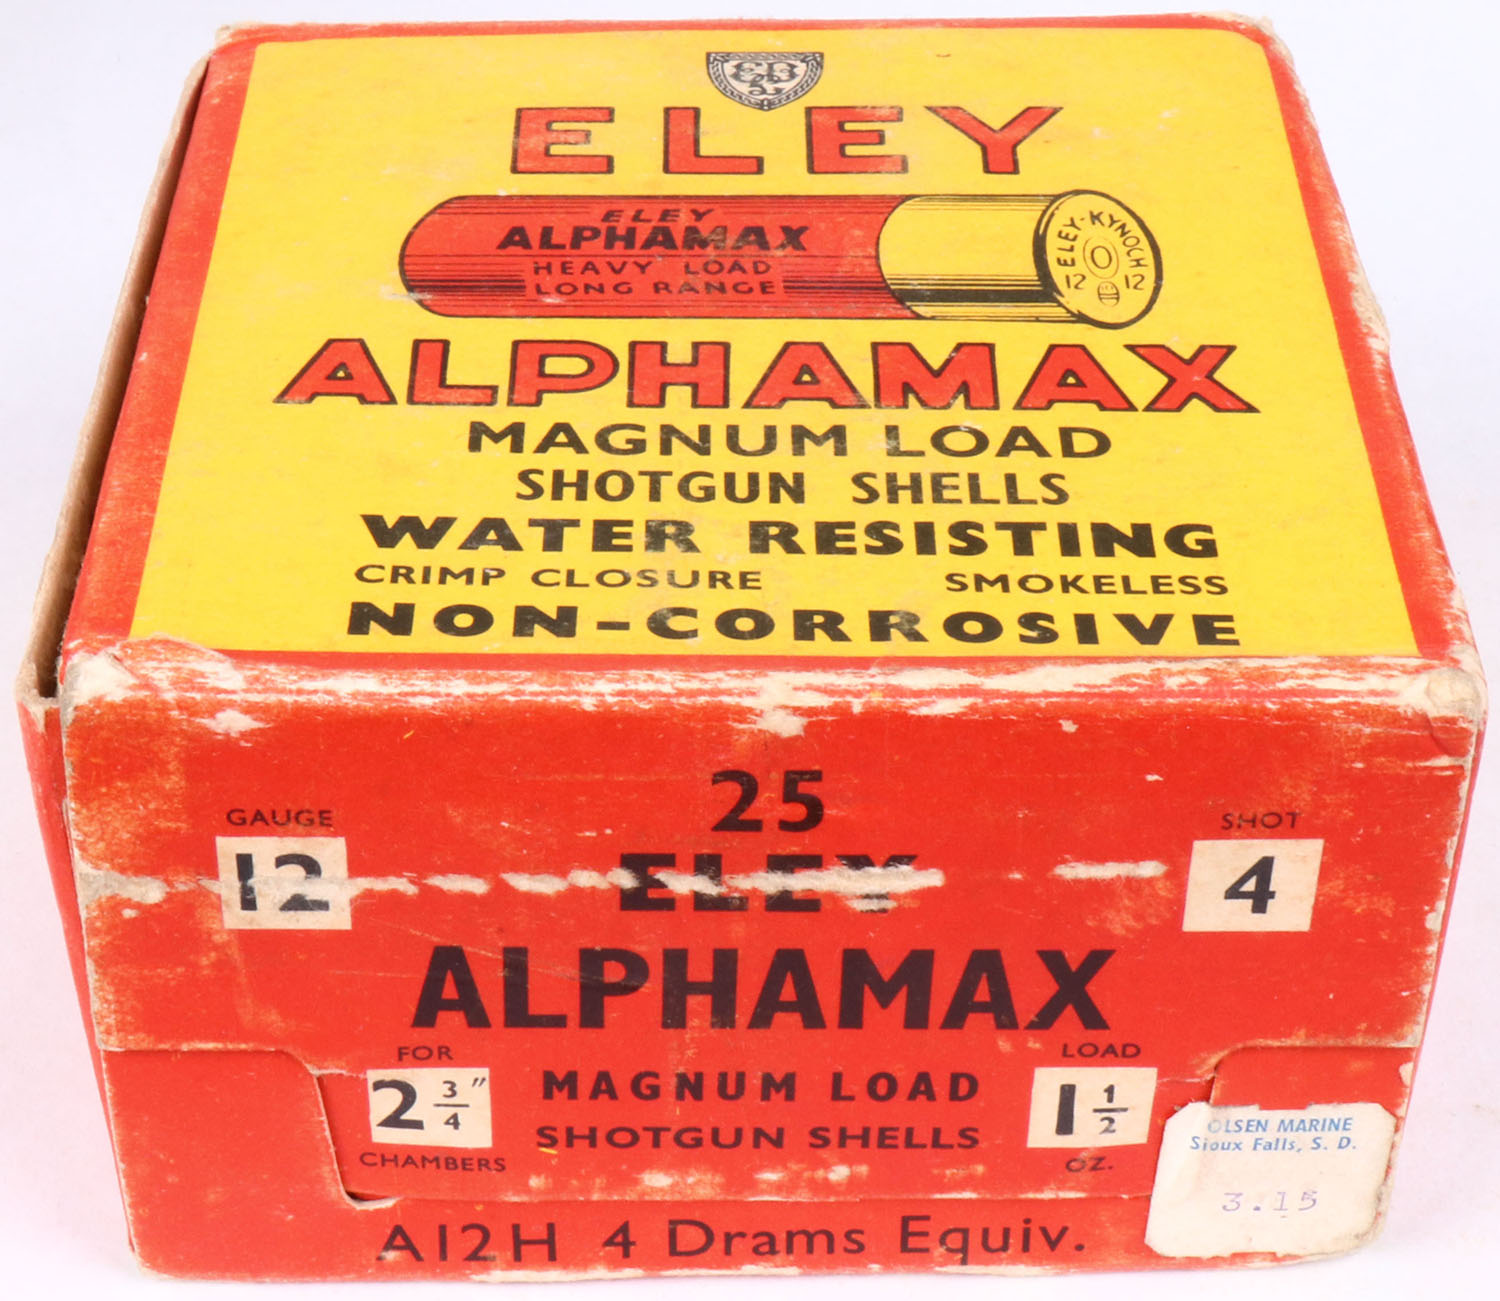 ELEY
ELEY
ALPHAMAX
HEAVY LOAD
LONG RANGE
ELEY-KYNOCH
12 12
ALPHAMAX
MAGNUM LOAD
SHOTGUN SHELLS
WATER RESISTING
CRIMP CLOSURE SMOKELESS
NON-CORROSIVE
25
GAUGE SHOT
12 ELEY 4
ALPHAMAX
FOR LOAD
2 3/4" MAGNUM LOAD 1 1/2
CHAMBERS SHOTGUN SHELLS OZ.
A12H 4 Drams Equiv.
OLSEN MARINE
Sioux Falls, S. D.
3.15